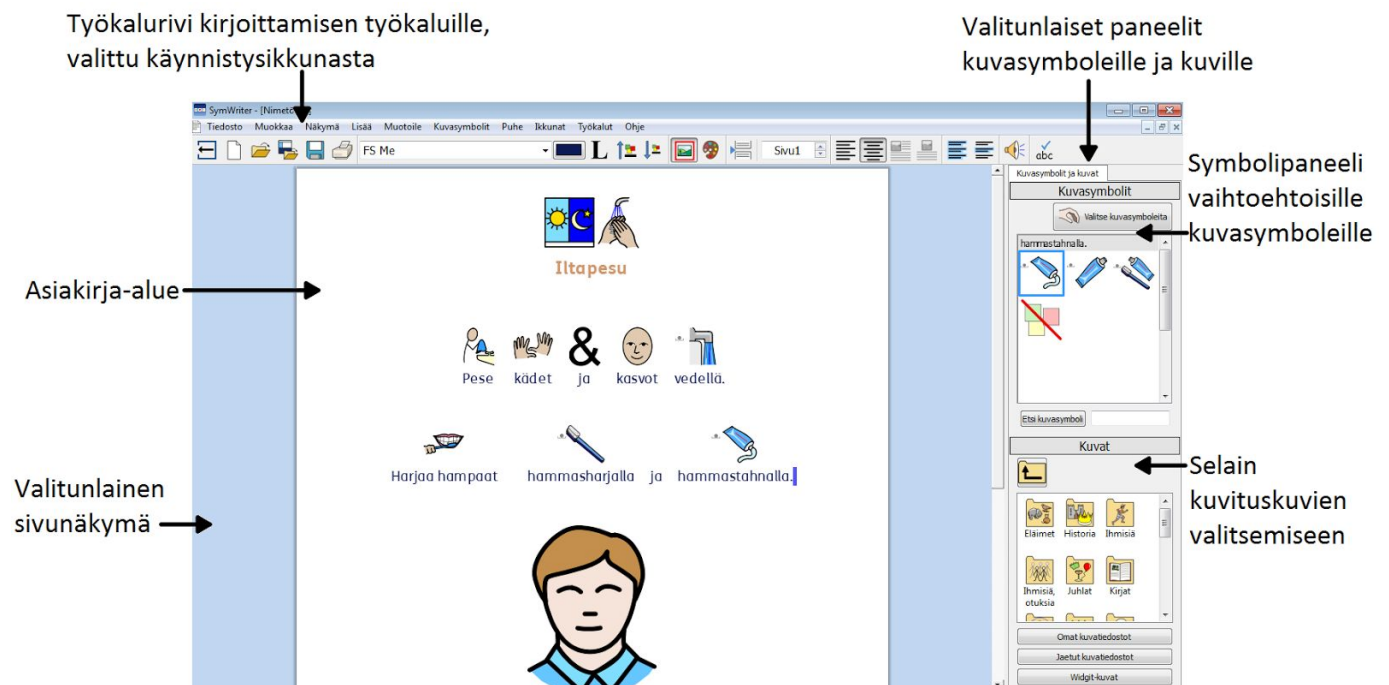 Työkalurivi kirjoittamisen työkaluille,
valittu käynnistysikkunasta
Valitunlaiset paneelit
kuvasymboleille ja kuville
SymWriter - [Nimetö
Tiedosto Muokkaa Näkymä Lisää Muotoile Kuvasymbolit Puhe Ikkunat Työkalut Ohje
FS Me L Sivu1 abc
Kuvasymbolit ja kuvat
Kuvasymbolit
Valitse kuvasymboleita
Symbolipaneeli
vaihtoehtoisille
kuvasymboleille
hammastahnalla.
Iltapesu
Asiakirja-alue
&
Pese kädet ja kasvot vedellä.
Etsi kuvasymboli
Kuvat
Harjaa hampaat hammasharjalla ja hammastahnalla.
Selain
kuvituskuvien
valitsemiseen
Valitunlainen
sivunäkymä
Eläimet Historia Ihmisiä
Ihmisiä, Juhlat Kirjat
otuksia
Omat kuvatiedostot
Jaetut kuvatiedostot
Widgit-kuvat